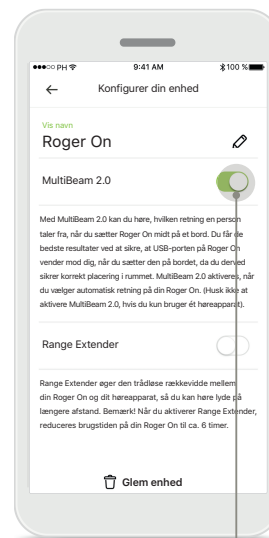 PH 9:41 AM 100 %
Konfigurer din enhed
Vis navn
Roger On
MultiBeam 2.0
Med MultiBeam 2.0 kan du høre, hvilken retning en person
taler fra, når du sætter Roger On midt på et bord. Du får de
bedste resultater ved at sikre, at USB-porten på Roger On
vender mod dig, når du sætter den på bordet, da du derved
sikrer korrekt placering i rummet. MultiBeam 2.0 aktiveres, når
du vælger automatisk retning på din Roger On. (Husk ikke at
aktivere MultiBeam 2.0, hvis du kun bruger ét høreapparat).
Range Extender
Range Extender øger den trådløse rækkevidde mellem
din Roger On og dit høreapparat, så du kan høre lyde på
længere afstand. Bemærk! Når du aktiverer Range Extender,
reduceres brugstiden på din Roger On til ca. 6 timer.
Glem enhed